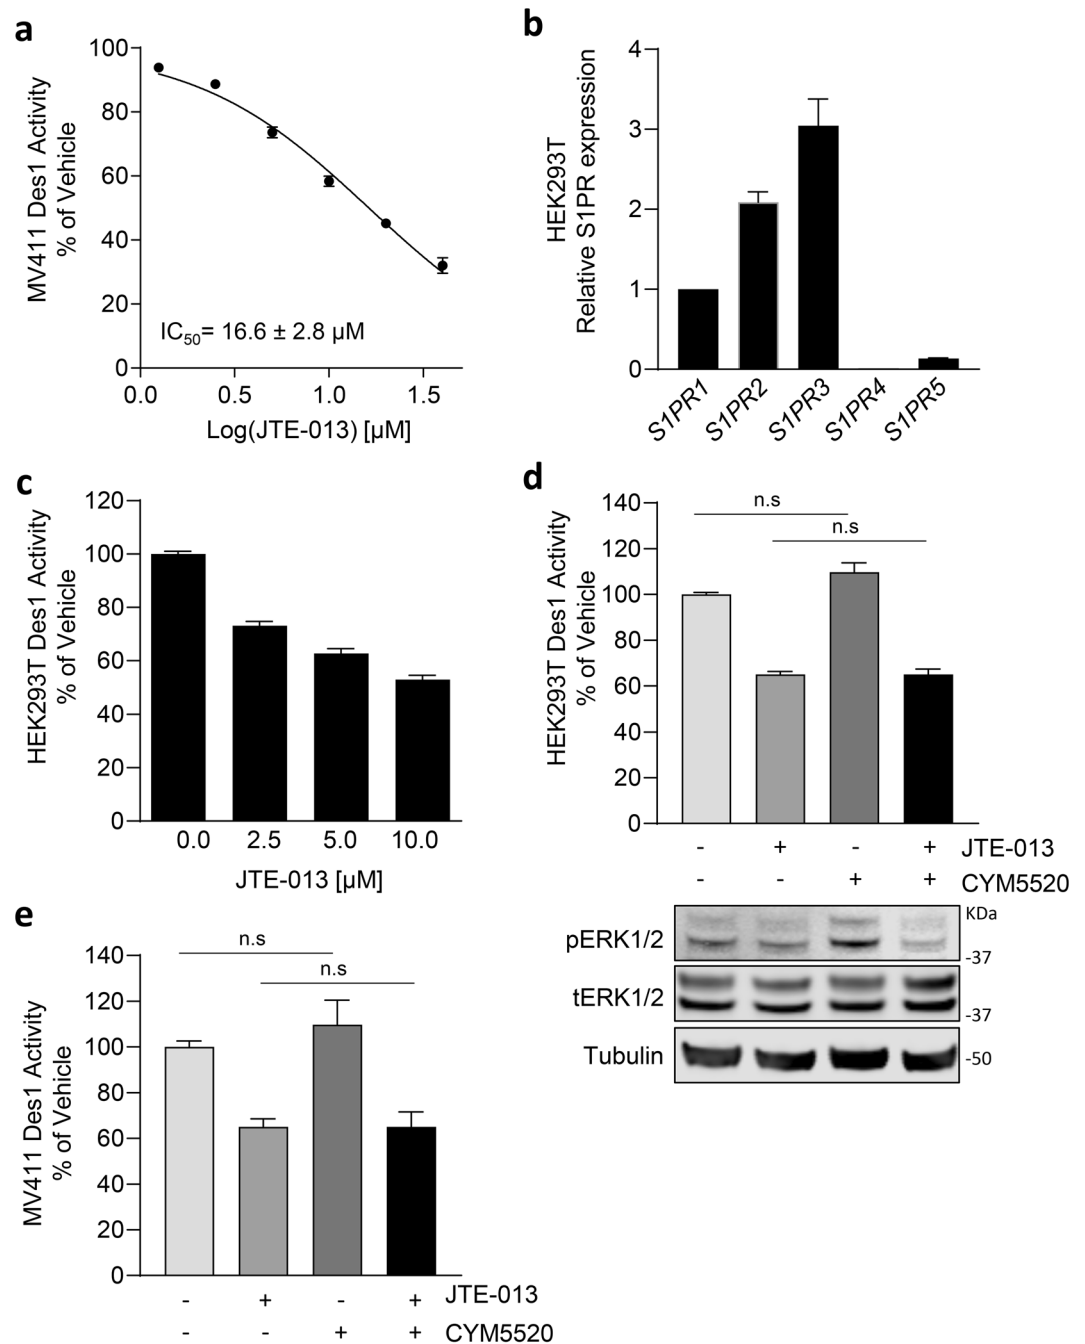 a
MV411 Des1 Activity
% of Vehicle
100
80
60
40
20
0
IC50= 16.6 ± 2.8 µM
0.0 0.5 1.0 1.5
Log(JTE-013) [µM]
b
HEK293T
Relative S1PR expression
4
3
2
1
0
S1PR1 S1PR2 S1PR3 S1PR4 S1PR5
c
HEK293T Des1 Activity
% of Vehicle
120
100
80
60
40
20
0
0.0 2.5 5.0 10.0
JTE-013 [µM]
d
HEK293T Des1 Activity
% of Vehicle
140
120
100
80
60
40
20
0
n.s
n.s
- + - + JTE-013
- - + + CYM5520
KDa
pERK1/2 -37
tERK1/2 -37
Tubulin -50
e
MV411 Des1 Activity
% of Vehicle
140
120
100
80
60
40
20
0
n.s
n.s
- + - + JTE-013
- - + + CYM5520